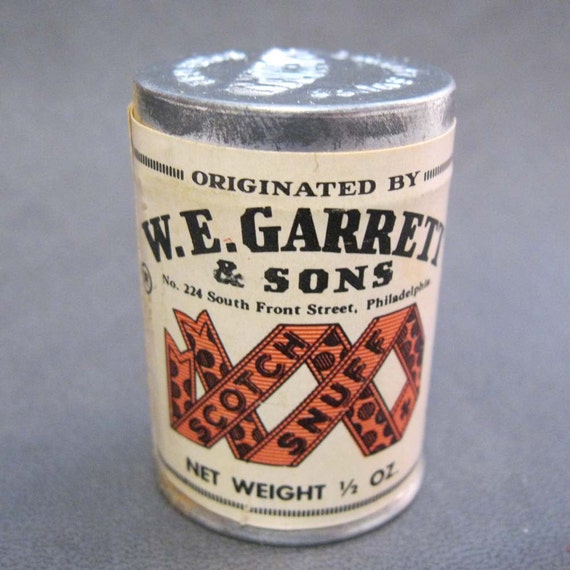 ORIGINATED BY
W. E. GARRETT
& SONS
®
No. 224 South Front Street, Philadelphia
SCOTCH
SNUFF
NET WEIGHT ½ OZ.